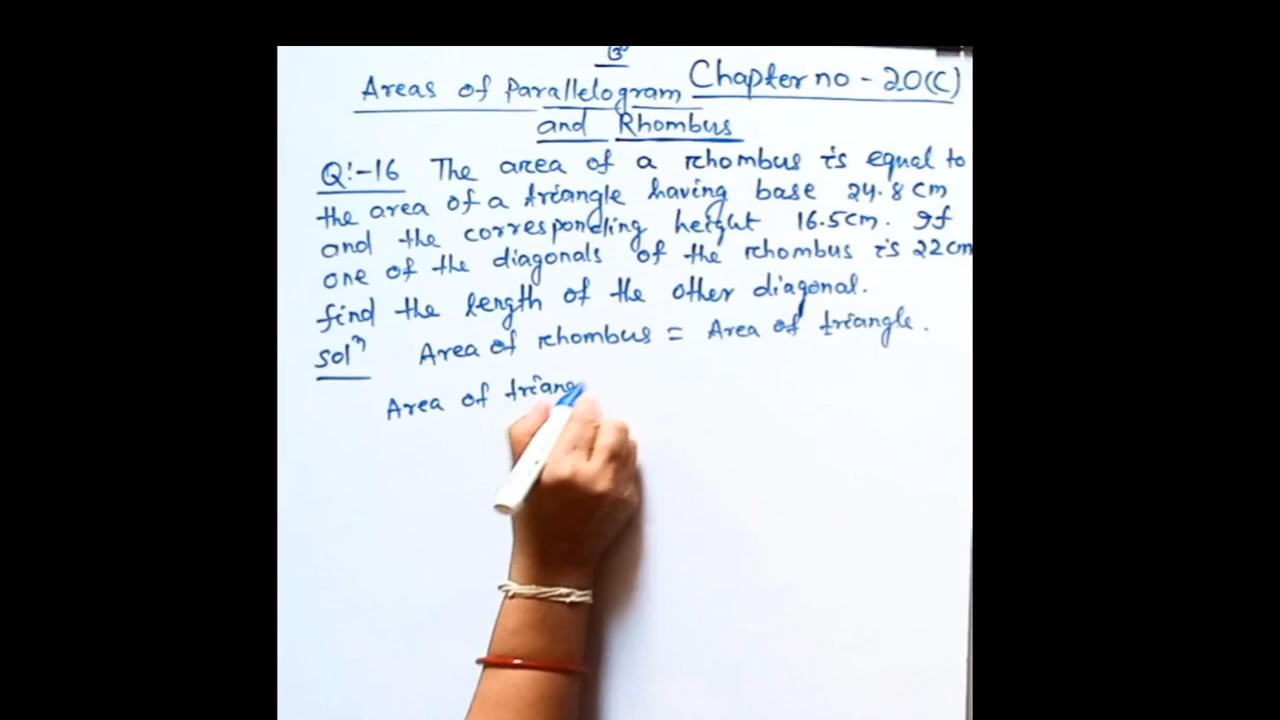 Areas of Parallelogram Chapter no - 20(C)
and Rhombus
Q:-16 The area of a rhombus is equal to
the area of a triangle having base 24.8cm
and the corresponding height 16.5cm. If
one of the diagonals of the rhombus is 22cm
find the length of the other diagonal.
Solⁿ Area of rhombus = Area of triangle.
Area of triang